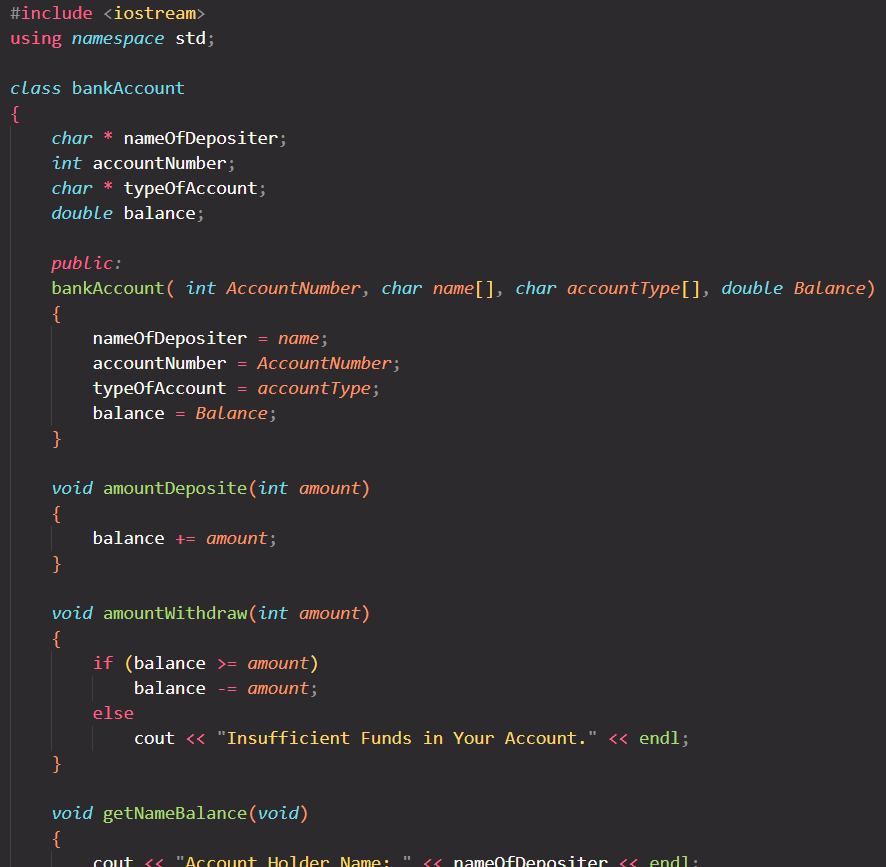 #include <iostream>
using namespace std;
class bankAccount
{
char * nameOfDepositer;
int accountNumber;
char * typeOfAccount;
double balance;
public:
bankAccount( int AccountNumber, char name[], char accountType[], double Balance)
{
nameOfDepositer = name;
accountNumber = AccountNumber;
typeOfAccount = accountType;
balance = Balance;
}
void amountDeposite(int amount)
{
balance += amount;
}
void amountWithdraw(int amount)
{
if (balance >= amount)
balance -= amount;
else
cout << "Insufficient Funds in Your Account." << endl;
}
void getNameBalance(void)
{
cout << "Account Holder Name: " << nameOfDepositer << endl;